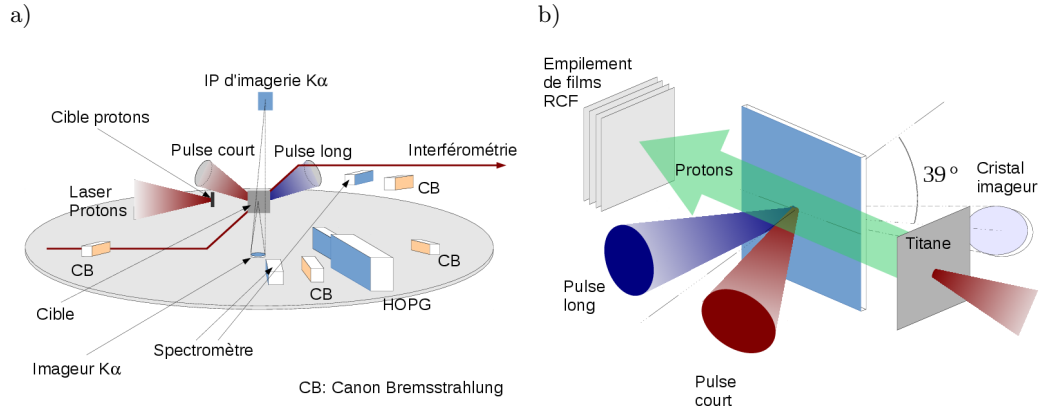 a)
IP d'imagerie Kα
Cible protons
Pulse court
Pulse long
Interférométrie
Laser
Protons
CB
CB
CB
CB
HOPG
Cible
Spectromètre
Imageur Kα
CB: Canon Bremsstrahlung
b)
Empilement
de films
RCF
Protons
39°
Cristal
imageur
Titane
Pulse
long
Pulse
court